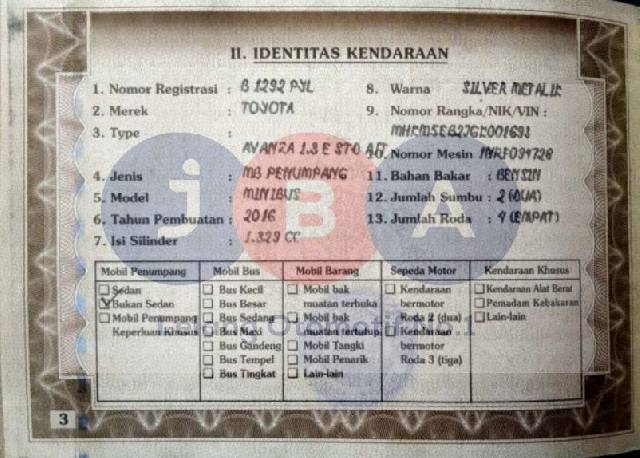 II. IDENTITAS KENDARAAN
1. Nomor Registrasi : B 1292 PYL
2. Merek : TOYOTA
3. Type : AVANZA 1.3 E STD AT
4. Jenis : MB PENUMPANG
5. Model : MINIBUS
6. Tahun Pembuatan : 2016
7. Isi Silinder : 1.329 CC
8. Warna SILVER METALIK
9. Nomor Rangka/NIK/VIN :
10. Nomor Mesin
11. Bahan Bakar : BENSIN
12. Jumlah Sumbu : 2 (DUA)
13. Jumlah Roda : 4 (EMPAT)
Mobil Penumpang
Sedan
Bukan Sedan
Mobil Penumpang
Keperluan Khusus
Mobil Bus
Bus Kecil
Bus Besar
Bus Sedang
Bus Maxi
Bus Gandeng
Bus Tempel
Bus Tingkat
Mobil Barang
Mobil bak
muatan terbuka
Mobil bak
muatan tertutup
Mobil Tangki
Mobil Penarik
Lain-lain
Sepeda Motor
Kendaraan
bermotor
Roda 2 (dua)
Kendaraan
bermotor
Roda 3 (tiga)
Kendaraan Khusus
Kendaraan Alat Berat
Pemadam Kebakaran
Lain-lain
3
JBA